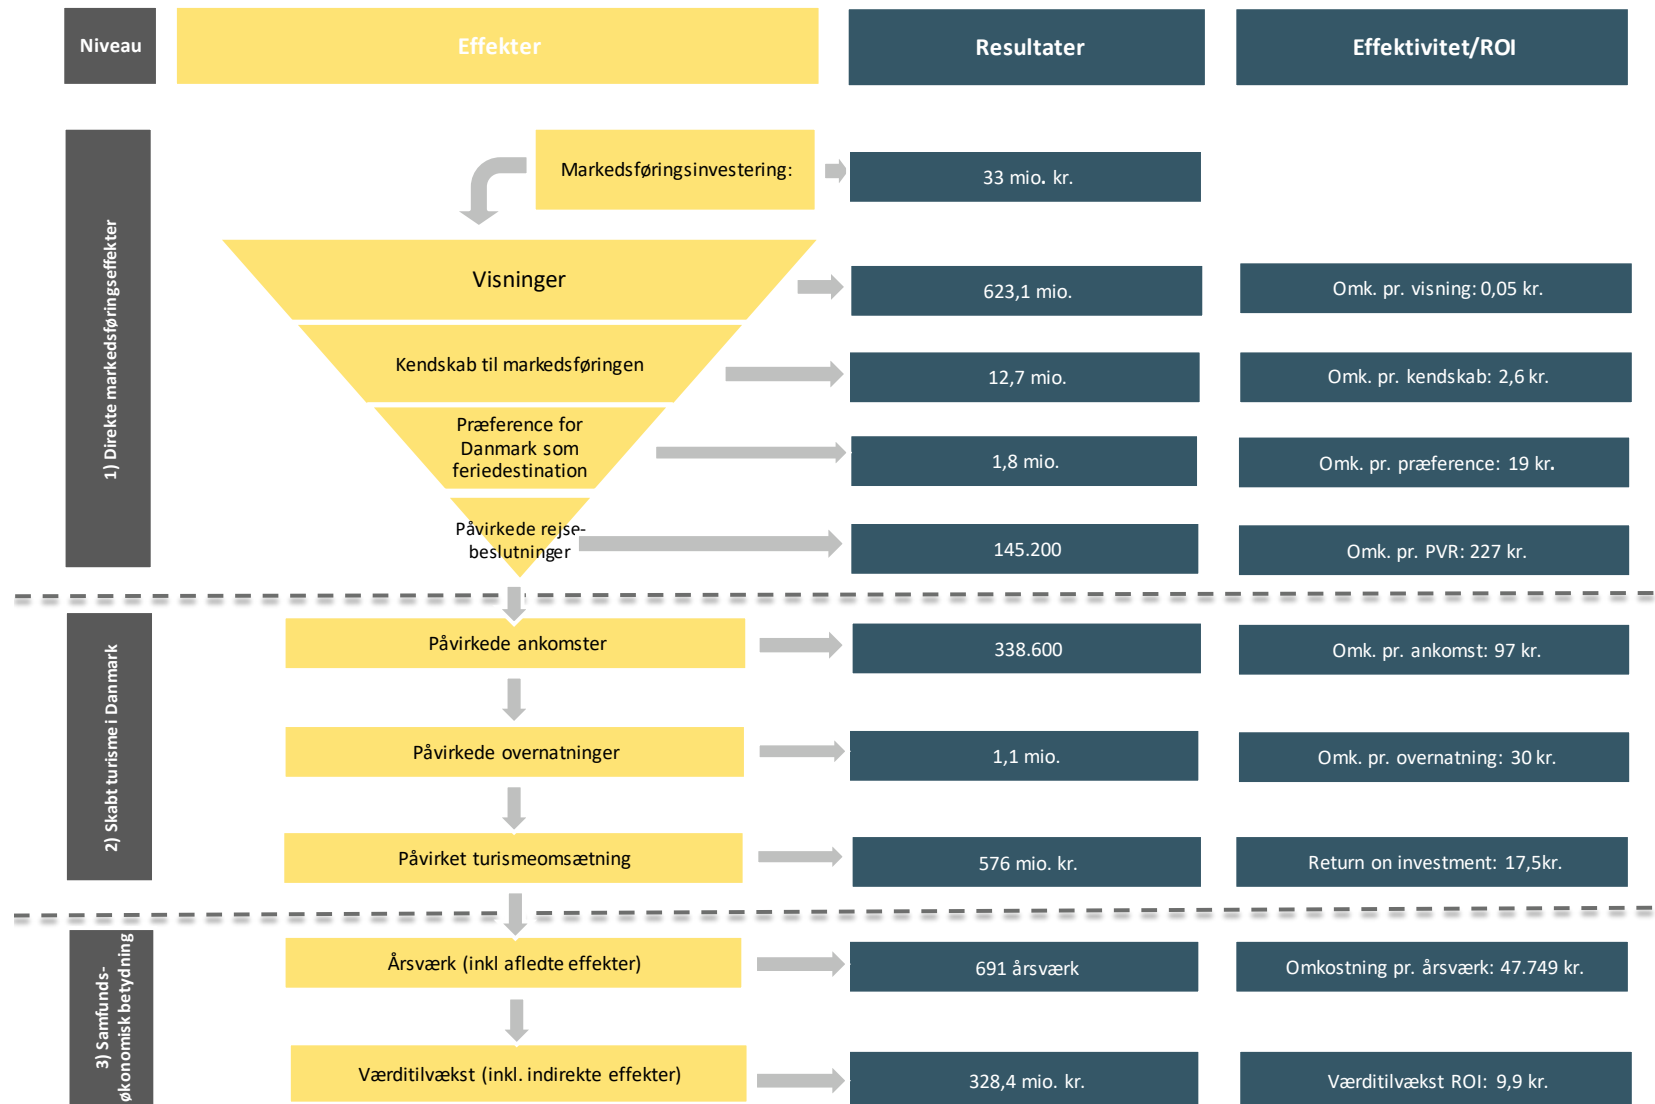 Niveau
Effekter
Resultater
Effektivitet/ROI
1) Direkte markedsføringseffekter
Markedsføringsinvestering:
33 mio. kr.
Visninger
623,1 mio.
Omk. pr. visning: 0,05 kr.
Kendskab til markedsføringen
12,7 mio.
Omk. pr. kendskab: 2,6 kr.
Præference for
Danmark som
feriedestination
1,8 mio.
Omk. pr. præference: 19 kr.
Påvirkede rejse-
beslutninger
145.200
Omk. pr. PVR: 227 kr.
2) Skabt turisme i Danmark
Påvirkede ankomster
338.600
Omk. pr. ankomst: 97 kr.
Påvirkede overnatninger
1,1 mio.
Omk. pr. overnatning: 30 kr.
Påvirket turismeomsætning
576 mio. kr.
Return on investment: 17,5kr.
3) Samfunds-
økonomisk betydning
Årsværk (inkl afledte effekter)
691 årsværk
Omkostning pr. årsværk: 47.749 kr.
Værditilvækst (inkl. indirekte effekter)
328,4 mio. kr.
Værditilvækst ROI: 9,9 kr.